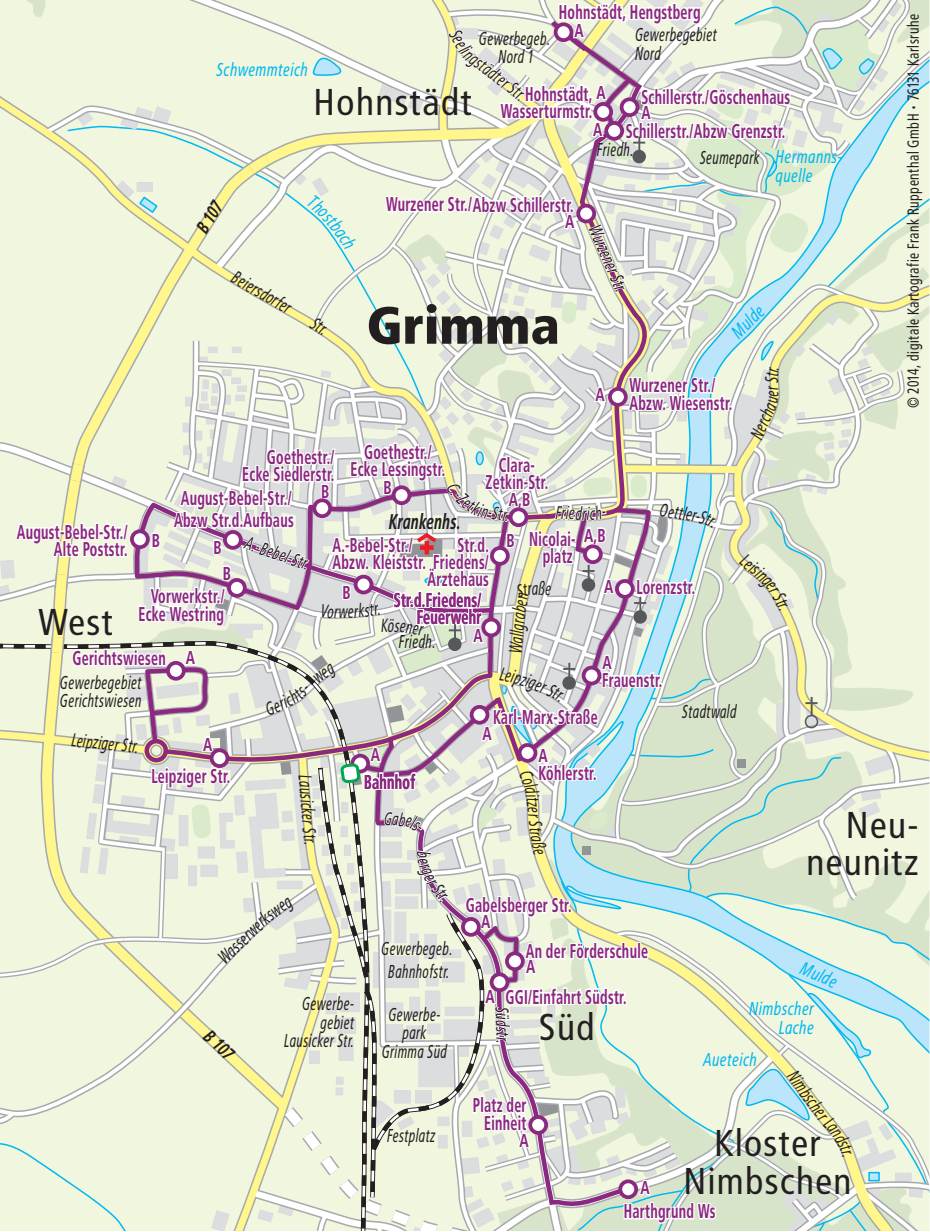 Hohnstädt, Hengstberg
A
Gewerbegeb.
Nord 1
Gewerbegebiet
Nord
Seelingstädter Str.
Schwemmteich
Hohnstädt
A
Hohnstädt,
Wasserturmstr.
Schillerstr./Göschenhaus
A
A
Schillerstr./Abzw Grenzstr.
Friedh.
Seumepark
Hermanns-
quelle
© 2014, digitale Kartografie Frank Ruppenthal GmbH • 76131 Karlsruhe
Wurzener Str./Abzw Schillerstr.
A
B 107
Thostbach
Wurzener Str.
Beiersdorfer
Str.
Grimma
Mulde
Nerchauer Str.
A
Wurzener Str./
Abzw. Wiesenstr.
Goethestr./
Ecke Siedlerstr.
B
Goethestr./
Ecke Lessingstr.
B
Clara-
Zetkin-Str.
A,B
C.-Zetkin-Str.
Friedrich-
Oettler-Str.
August-Bebel-Str./
Abzw Str.d.Aufbaus
B
August-Bebel-Str./
Alte Poststr.
B
A.-Bebel-Str.
Krankenhs.
A.-Bebel-Str./
Abzw. Kleiststr.
B
Str.d.
Friedens/
Ärztehaus
B
Nicolai-
platz
A,B
Straße
Wallgraben
Lorenzstr.
A
Leisinger Str.
B
Vorwerkstr./
Ecke Westring
Vorwerkstr.
Str.d.Friedens/
Feuerwehr
A
Kösener
Friedh.
West
Gerichtswiesen
A
Gewerbegebiet
Gerichtswiesen
Gerichts-
weg
Leipziger Str.
A
Frauenstr.
Stadtwald
Leipziger Str.
A
Leipziger Str.
Karl-Marx-Straße
A
A
Bahnhof
A
Köhlerstr.
Colditzer Straße
Lausicker Str.
Gabels-
berger Str.
Neu-
neunitz
Wasserwerksweg
Gabelsberger Str.
A
Gewerbegeb.
Bahnhofstr.
An der Förderschule
A
A
GGI/Einfahrt Südstr.
Südstr.
Süd
Mulde
Gewerbe-
gebiet
Lausicker Str.
Gewerbe-
park
Grimma Süd
Nimbscher
Lache
Aueteich
B 107
Nimbscher Landstr.
Platz der
Einheit
A
Festplatz
Kloster
Nimbschen
A
Harthgrund Ws